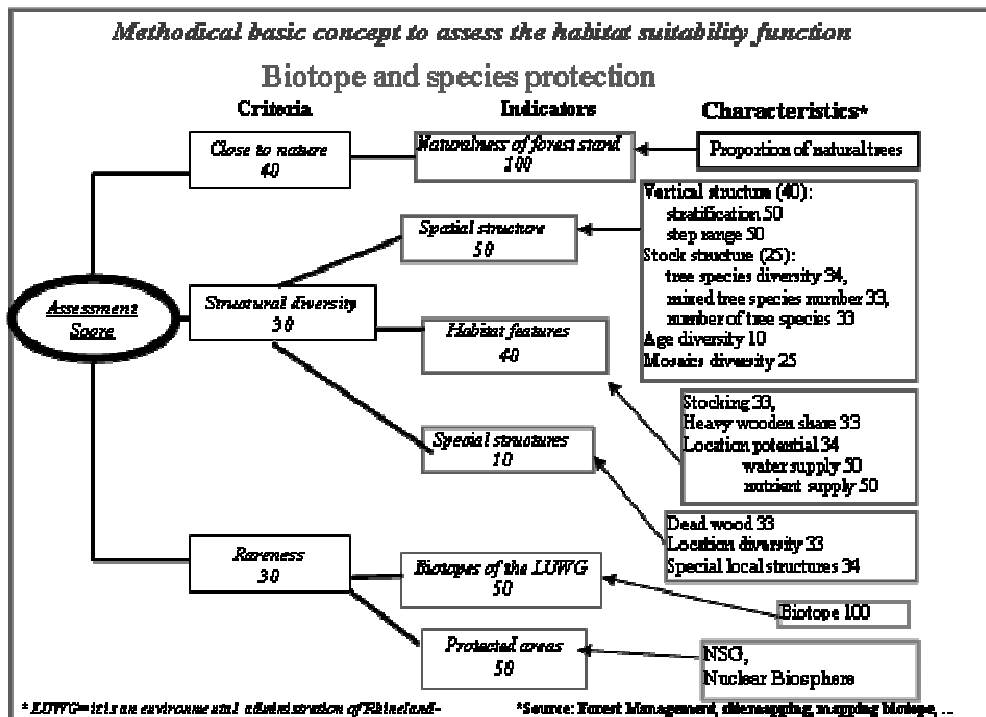 Methodical basic concept to assess the habitat suitability function
Biotope and species protection
Criteria
Indicators
Characteristics*
Close to nature
40
Naturalness of forest stand
100
Proportion of natural trees
Spatial structure
50
Vertical structure (40):
stratification 50
step range 50
Stock structure (25):
tree species diversity 34,
mixed tree species number 33,
number of tree species 33
Age diversity 10
Mosaics diversity 25
Assessment
Score
Structural diversity
30
Habitat features
40
Stocking 33,
Heavy wooden share 33
Location potential 34
water supply 50
nutrient supply 50
Special structures
10
Dead wood 33
Location diversity 33
Special local structures 34
Rareness
30
Biotopes of the LUWG
50
Biotope 100
Protected areas
50
NSG,
Nuclear Biosphere
* LUWG= it is an environmental administration of Rhineland-
*Source: Forest Management, mapping biotope, ...